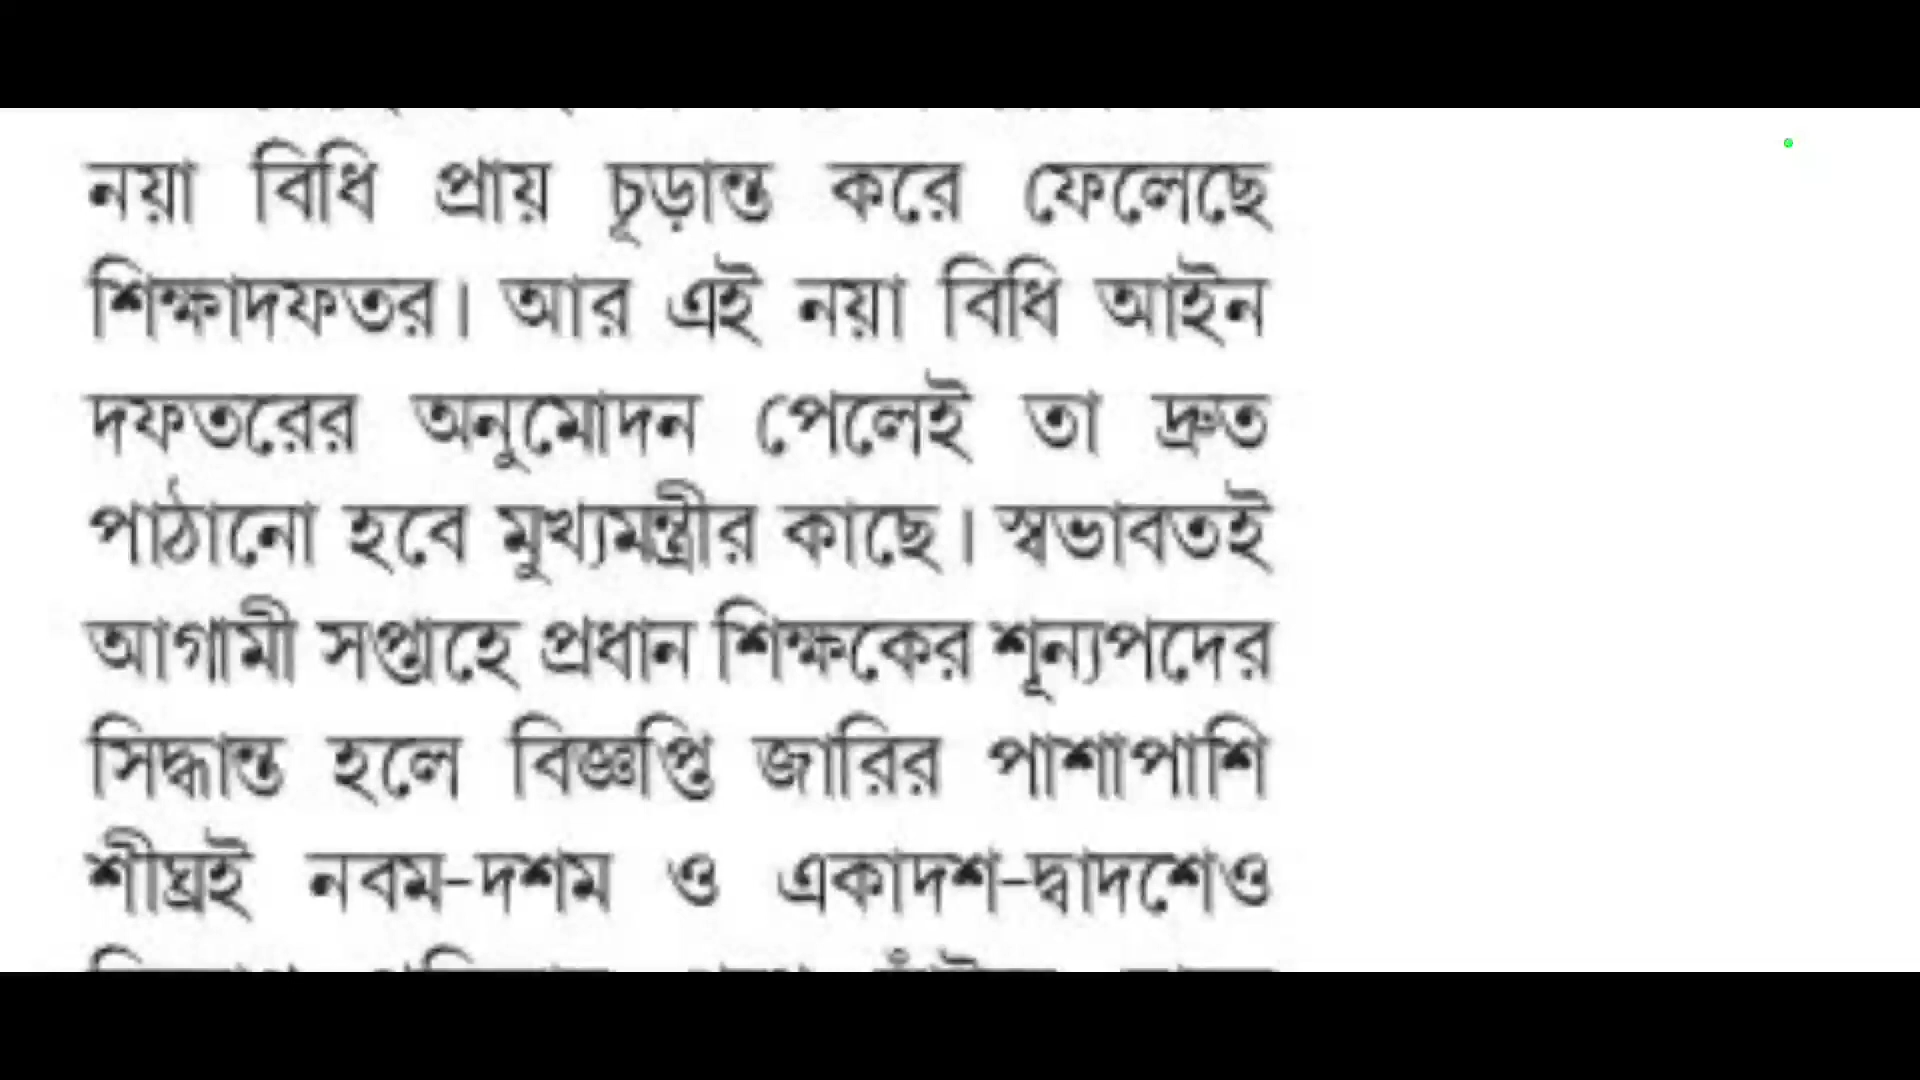 নয়া বিধি প্রায় চূড়ান্ত করে ফেলেছে
শিক্ষাদফতর। আর এই নয়া বিধি আইন
দফতরের অনুমোদন পেলেই তা দ্রুত
পাঠানো হবে মুখ্যমন্ত্রীর কাছে। স্বভাবতই
আগামী সপ্তাহে প্রধান শিক্ষকের শূন্যপদের
সিদ্ধান্ত হলে বিজ্ঞপ্তি জারির পাশাপাশি
শীঘ্রই নবম-দশম ও একাদশ-দ্বাদশেও